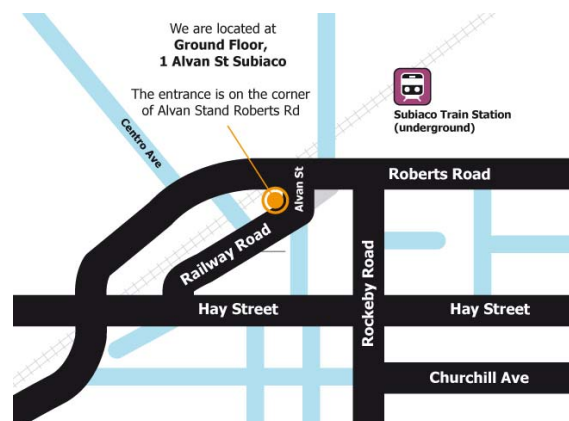 We are located at
Ground Floor,
1 Alvan St Subiaco
The entrance is on the corner
of Alvan Stand Roberts Rd
Subiaco Train Station
(underground)
Centro Ave
Alvan St
Roberts Road
Railway Road
Rockeby Road
Hay Street
Hay Street
Churchill Ave